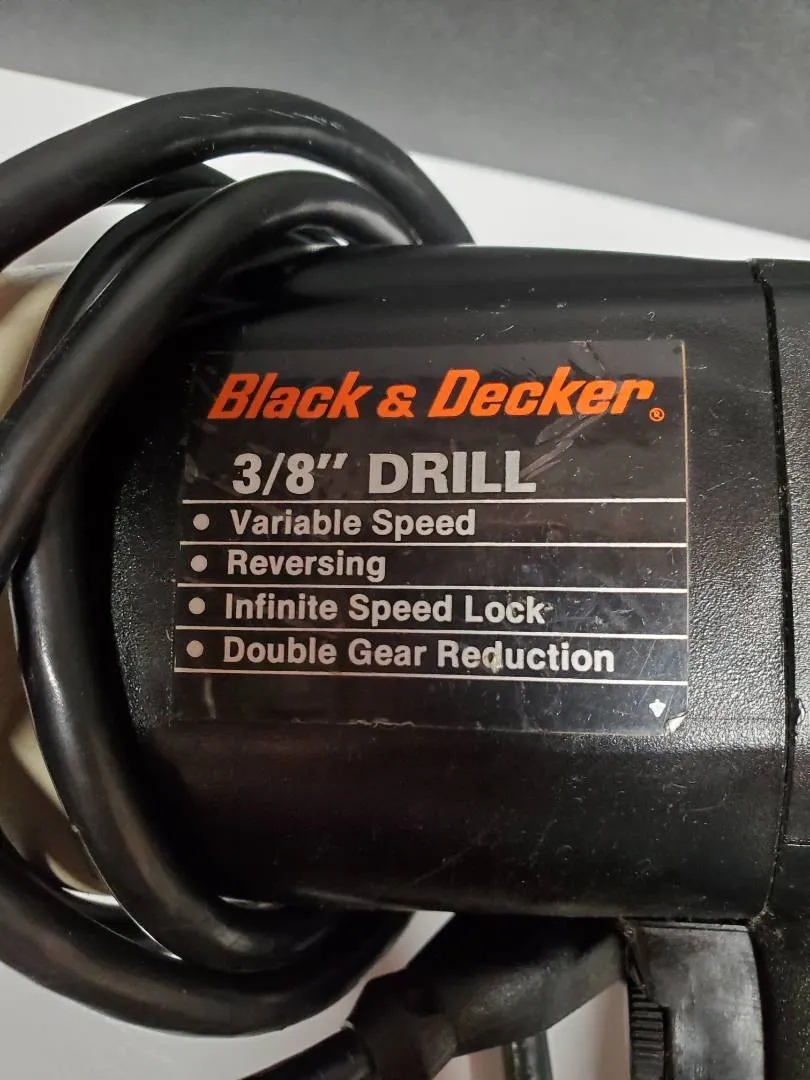 Black & Decker®
3/8" DRILL
• Variable Speed
• Reversing
• Infinite Speed Lock
• Double Gear Reduction